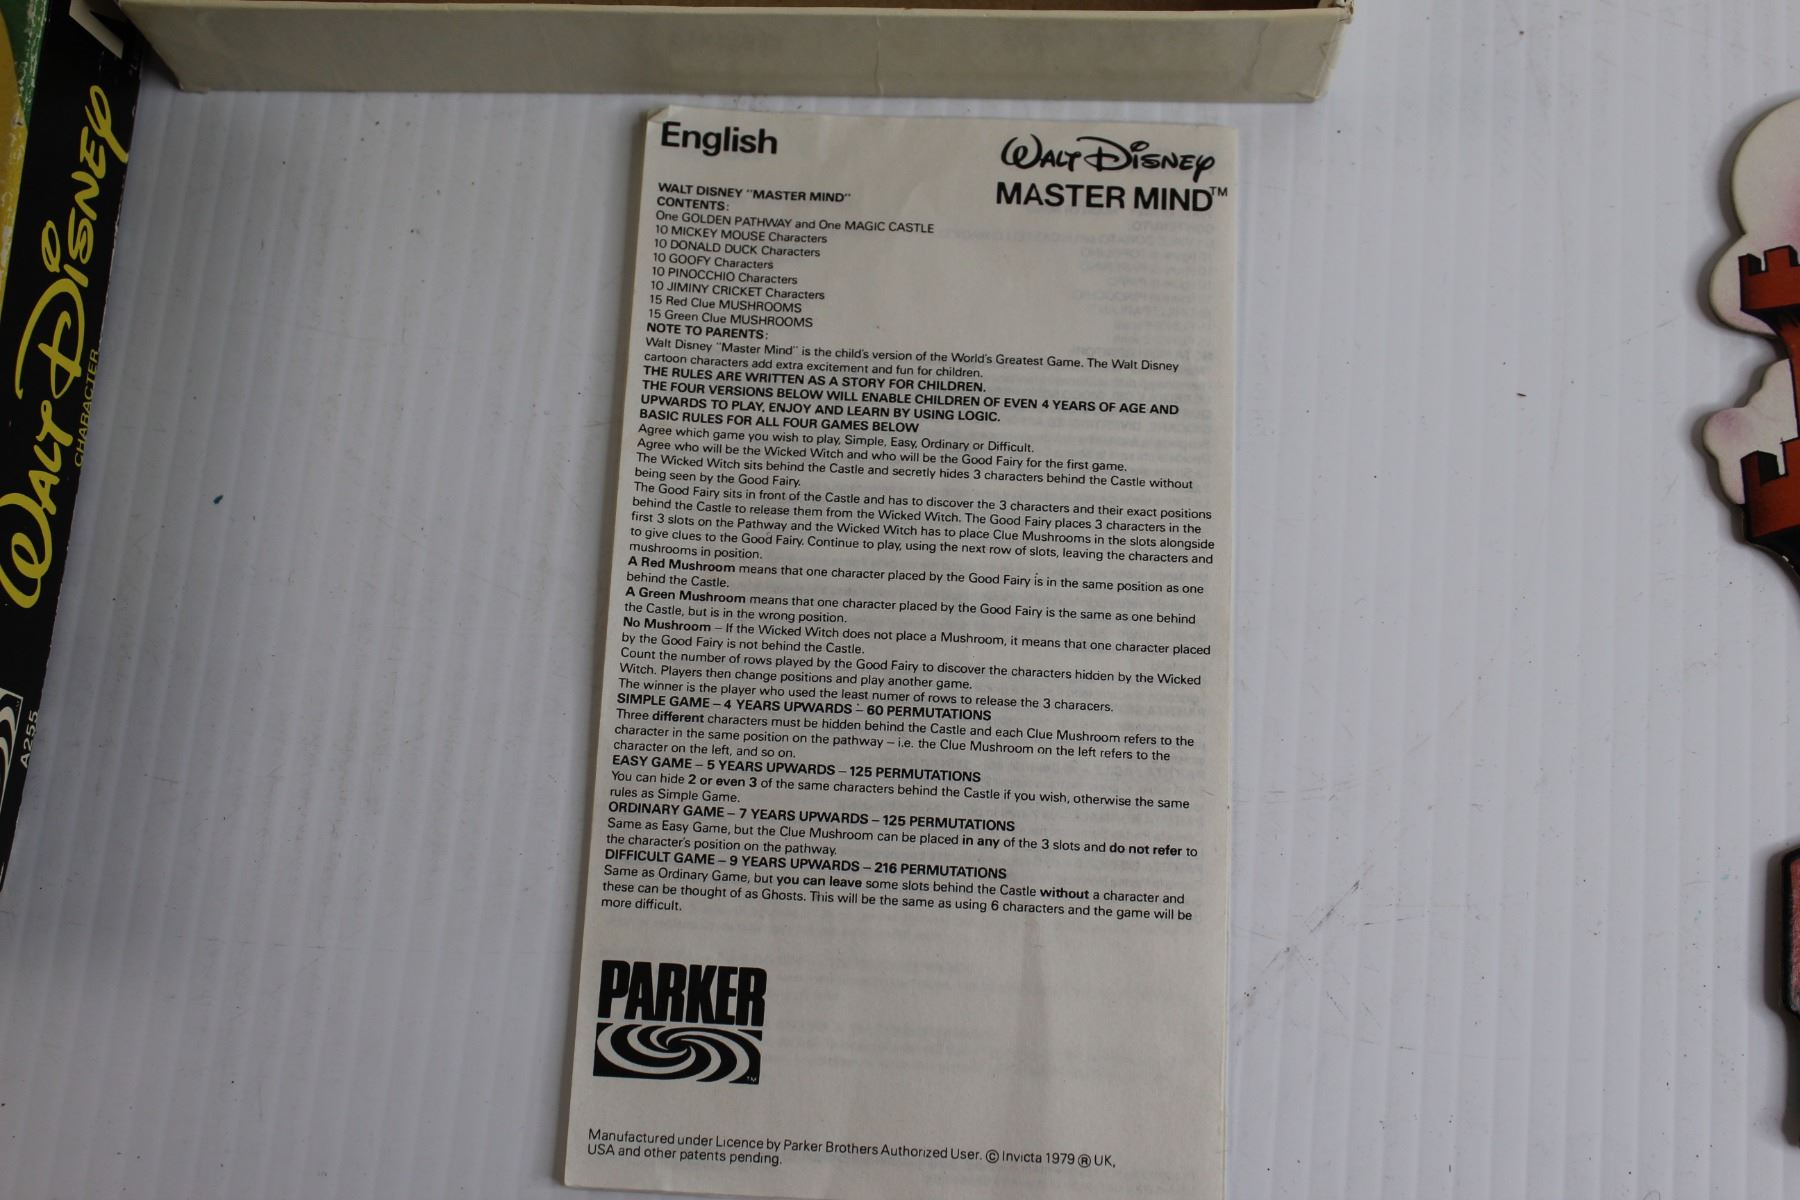 WALT DISNEY
CHARACTER
A255
English
WALT DISNEY
MASTER MIND™
WALT DISNEY "MASTER MIND"
CONTENTS:
One GOLDEN PATHWAY and One MAGIC CASTLE
10 MICKEY MOUSE Characters
10 DONALD DUCK Characters
10 GOOFY Characters
10 PINOCCHIO Characters
10 JIMINY CRICKET Characters
15 Red Clue MUSHROOMS
15 Green Clue MUSHROOMS
NOTE TO PARENTS:
Walt Disney "Master Mind" is the child's version of the World's Greatest Game. The Walt Disney
cartoon characters add extra excitement and fun for children.
THE RULES ARE WRITTEN AS A STORY FOR CHILDREN.
THE FOUR VERSIONS BELOW WILL ENABLE CHILDREN OF EVEN 4 YEARS OF AGE AND
UPWARDS TO PLAY, ENJOY AND LEARN BY USING LOGIC.
BASIC RULES FOR ALL FOUR GAMES BELOW
Agree which game you wish to play, Simple, Easy, Ordinary or Difficult.
Agree who will be the Wicked Witch and who will be the Good Fairy for the first game.
The Wicked Witch sits behind the Castle and secretly hides 3 characters behind the Castle without
being seen by the Good Fairy.
The Good Fairy sits in front of the Castle and has to discover the 3 characters and their exact positions
behind the Castle to release them from the Wicked Witch. The Good Fairy places 3 characters in the
first 3 slots on the Pathway and the Wicked Witch has to place Clue Mushrooms in the slots alongside
to give clues to the Good Fairy. Continue to play, using the next row of slots, leaving the characters and
mushrooms in position.
A Red Mushroom means that one character placed by the Good Fairy is in the same position as one
behind the Castle.
A Green Mushroom means that one character placed by the Good Fairy is the same as one behind
the Castle, but is in the wrong position.
No Mushroom – If the Wicked Witch does not place a Mushroom, it means that one character placed
by the Good Fairy is not behind the Castle.
Count the number of rows played by the Good Fairy to discover the characters hidden by the Wicked
Witch. Players then change positions and play another game.
The winner is the player who used the least numer of rows to release the 3 characers.
SIMPLE GAME – 4 YEARS UPWARDS – 60 PERMUTATIONS
Three different characters must be hidden behind the Castle and each Clue Mushroom refers to the
character in the same position on the pathway – i.e. the Clue Mushroom on the left refers to the
character on the left, and so on.
EASY GAME – 5 YEARS UPWARDS – 125 PERMUTATIONS
You can hide 2 or even 3 of the same characters behind the Castle if you wish, otherwise the same
rules as Simple Game.
ORDINARY GAME – 7 YEARS UPWARDS – 125 PERMUTATIONS
Same as Easy Game, but the Clue Mushroom can be placed in any of the 3 slots and do not refer to
the character's position on the pathway.
DIFFICULT GAME – 9 YEARS UPWARDS – 216 PERMUTATIONS
Same as Ordinary Game, but you can leave some slots behind the Castle without a character and
these can be thought of as Ghosts. This will be the same as using 6 characters and the game will be
more difficult.
PARKER
™
Manufactured under Licence by Parker Brothers Authorized User. © Invicta 1979 ® UK,
USA and other patents pending.